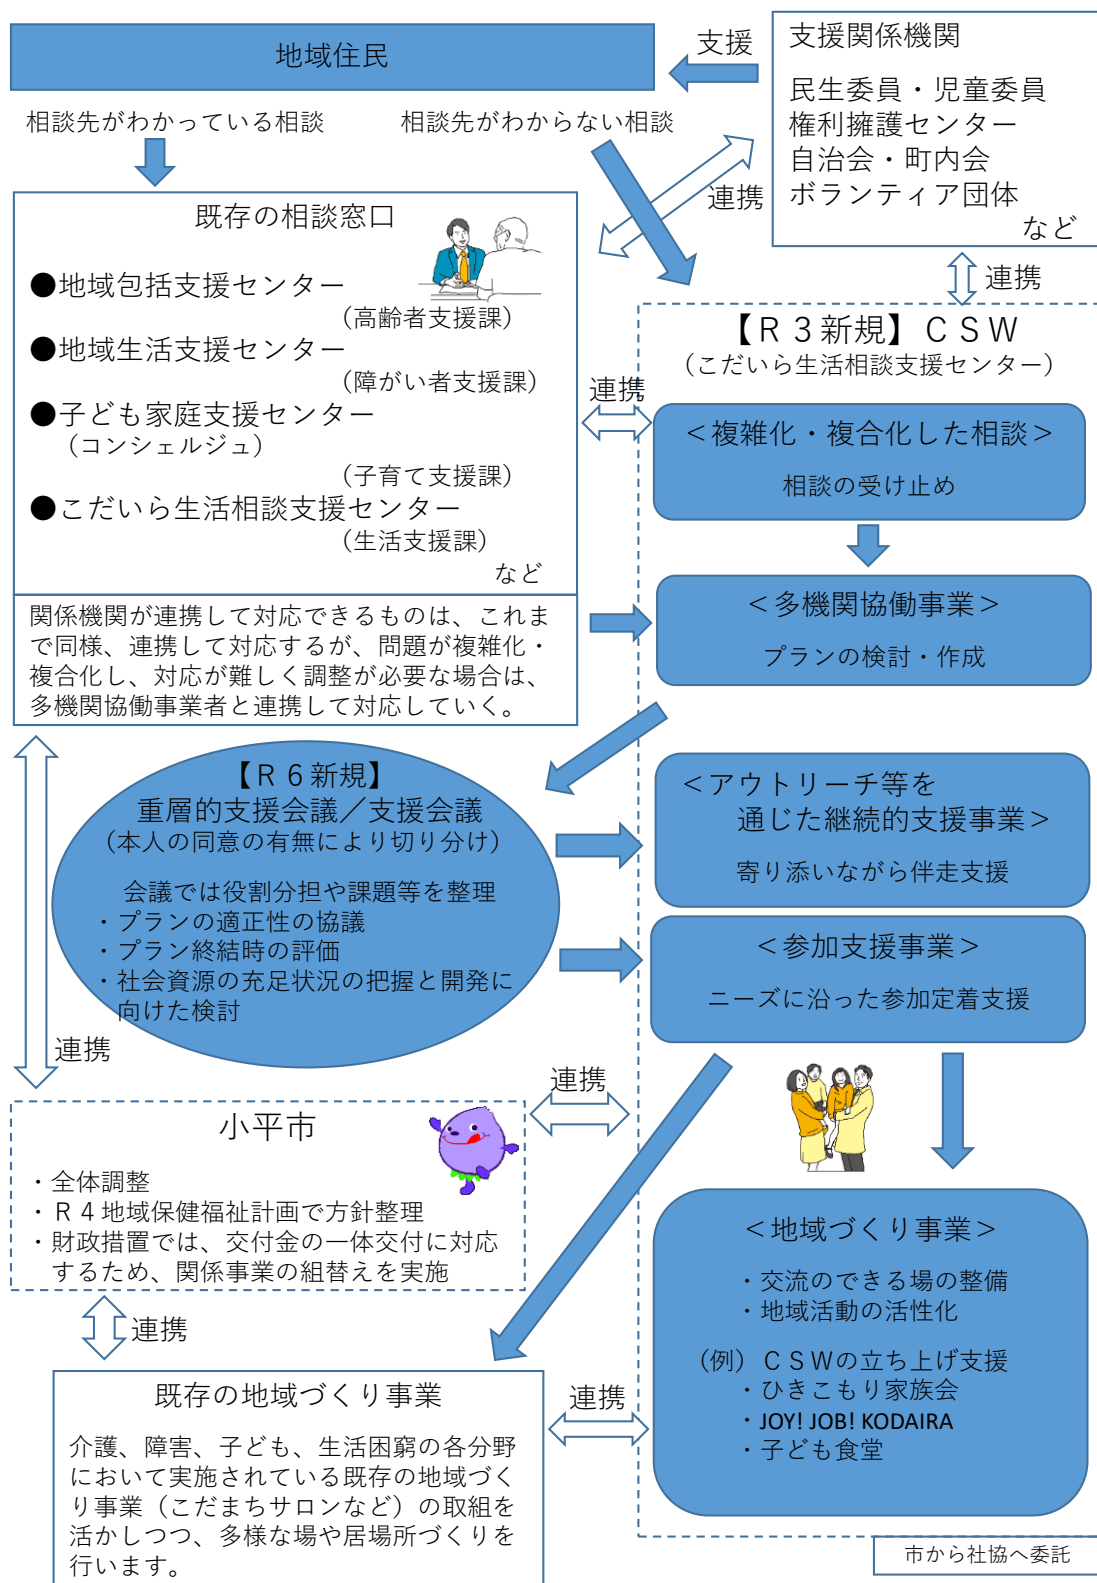 地域住民
支援
支援関係機関
民生委員・児童委員
権利擁護センター
自治会・町内会
ボランティア団体
など
相談先がわかっている相談
相談先がわからない相談
連携
連携
既存の相談窓口
●地域包括支援センター
（高齢者支援課）
●地域生活支援センター
（障がい者支援課）
●子ども家庭支援センター
（コンシェルジュ）
（子育て支援課）
●こだいら生活相談支援センター
（生活支援課）
など
関係機関が連携して対応できるものは、これま
で同様、連携して対応するが、問題が複雑化・
複合化し、対応が難しく調整が必要な場合は、
多機関協働事業者と連携して対応していく。
連携
【Ｒ３新規】ＣＳＷ
（こだいら生活相談支援センター）
＜複雑化・複合化した相談＞
相談の受け止め
＜多機関協働事業＞
プランの検討・作成
【Ｒ６新規】
重層的支援会議／支援会議
（本人の同意の有無により切り分け）
会議では役割分担や課題等を整理
・プランの適正性の協議
・プラン終結時の評価
・社会資源の充足状況の把握と開発に
向けた検討
＜アウトリーチ等を
通じた継続的支援事業＞
寄り添いながら伴走支援
＜参加支援事業＞
ニーズに沿った参加定着支援
連携
連携
小平市
・全体調整
・Ｒ４地域保健福祉計画で方針整理
・財政措置では、交付金の一体交付に対応
するため、関係事業の組替えを実施
連携
＜地域づくり事業＞
・交流のできる場の整備
・地域活動の活性化
（例）ＣＳＷの立ち上げ支援
・ひきこもり家族会
・JOY! JOB! KODAIRA
・子ども食堂
連携
既存の地域づくり事業
介護、障害、子ども、生活困窮の各分野
において実施されている既存の地域づく
り事業（こだまちサロンなど）の取組を
活かしつつ、多様な場や居場所づくりを
行います。
市から社協へ委託